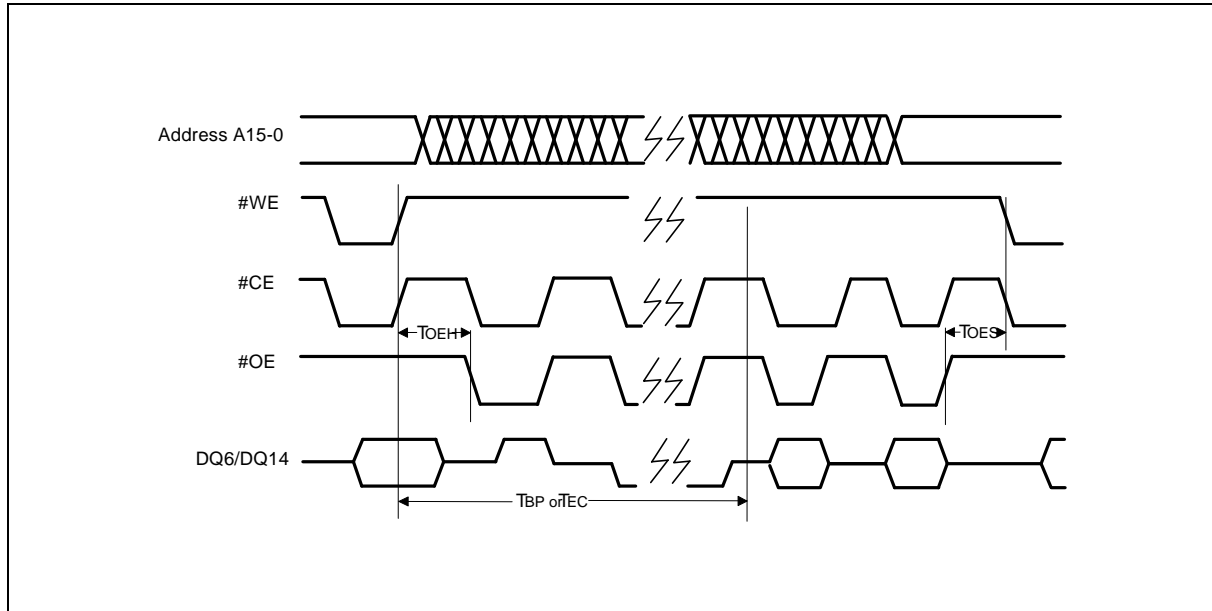 Address A15-0
#WE
#CE
TOEH
TOES
#OE
DQ6/DQ14
TBP orTEC